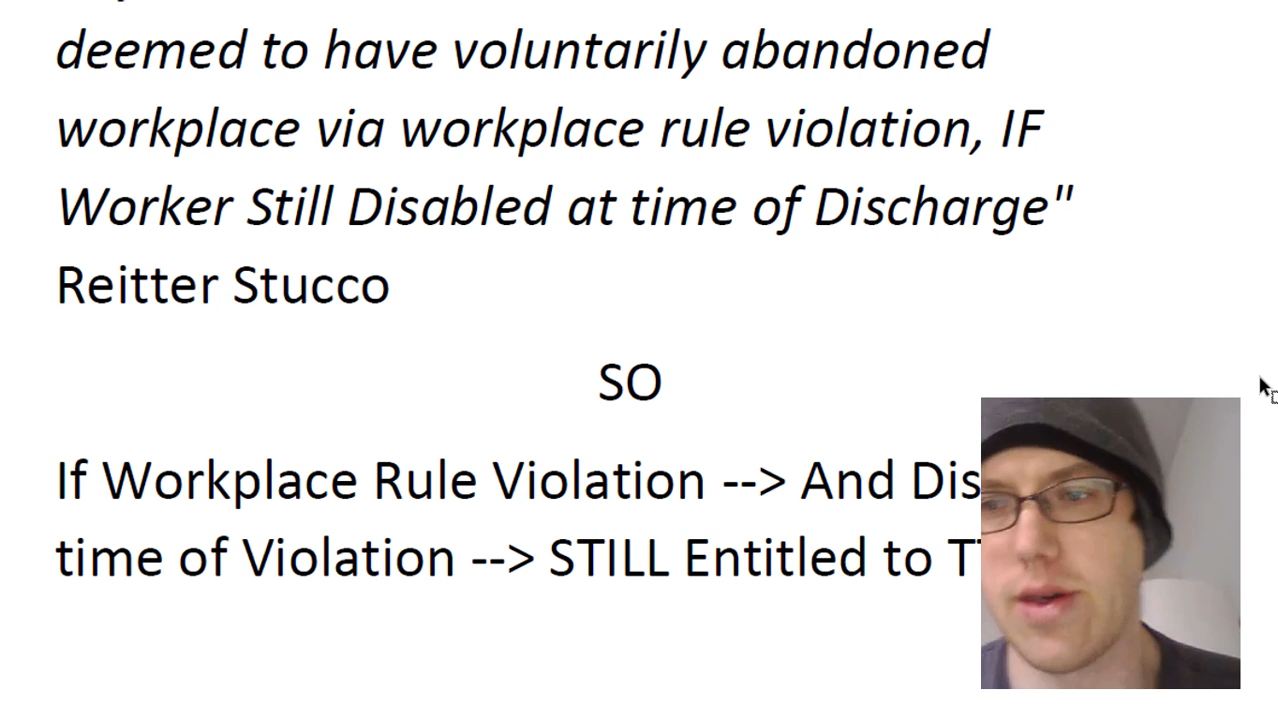 deemed to have voluntarily abandoned
workplace via workplace rule violation, IF
Worker Still Disabled at time of Discharge"
Reitter Stucco
SO
If Workplace Rule Violation --> And
time of Violation --> STILL Entitled to